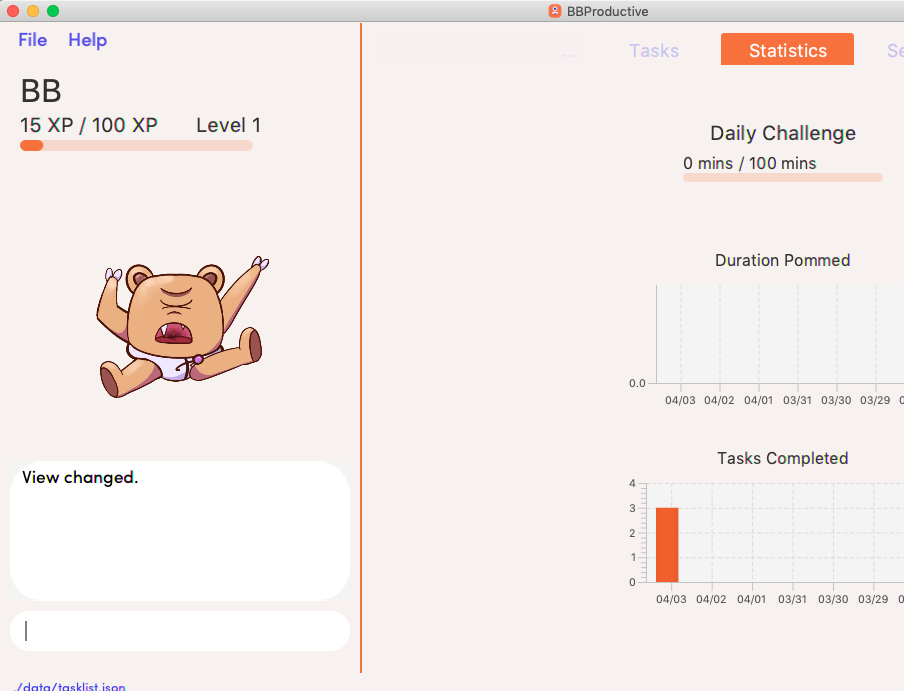 BBProductive
File Help
BB
15 XP / 100 XP Level 1
View changed.
./data/tasklist.json
... Tasks Statistics Se
Daily Challenge
0 mins / 100 mins
Duration Pommed
0.0
04/03 04/02 04/01 03/31 03/30 03/29 0
Tasks Completed
4
3
2
1
0
04/03 04/02 04/01 03/31 03/30 03/29 0